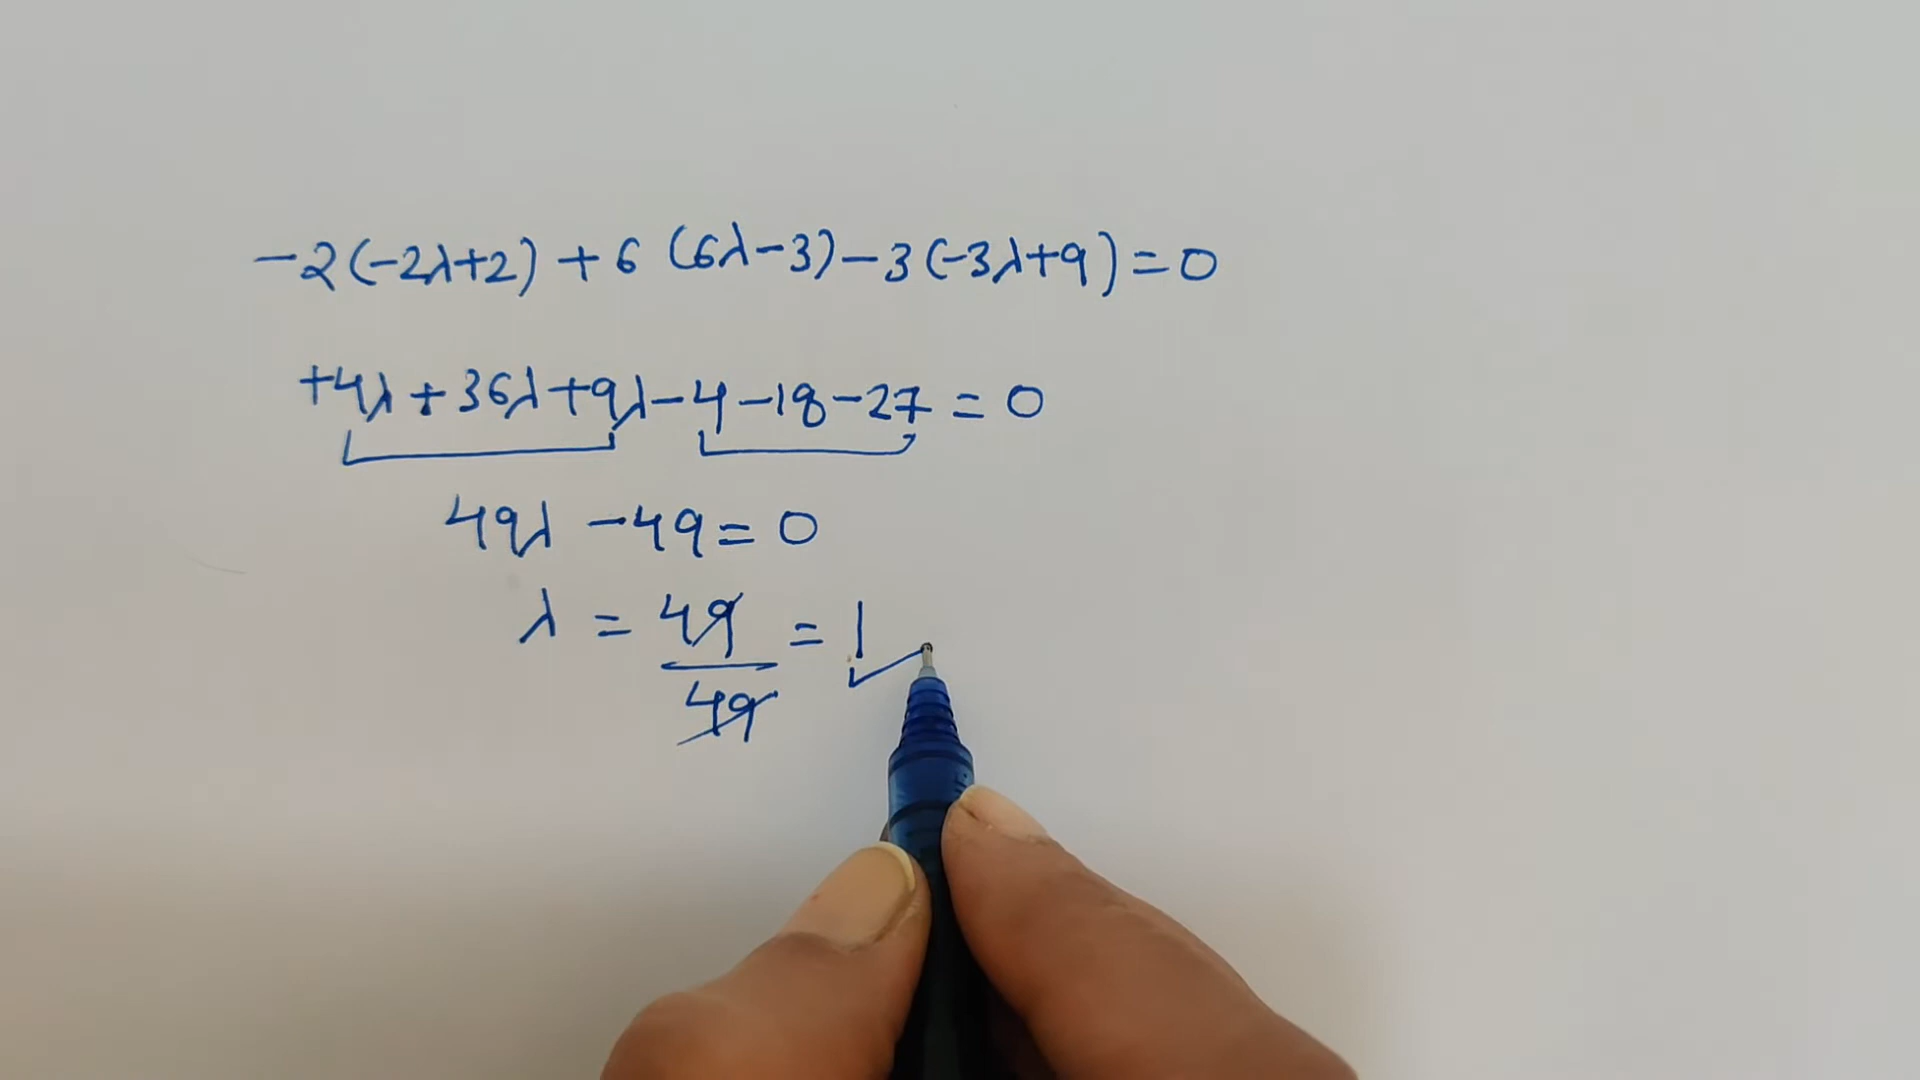 -2(-2λ+2) + 6 (6λ-3) - 3(-3λ+9) = 0
+4λ + 36λ + 9λ - 4 - 18 - 27 = 0
49λ - 49 = 0
λ = 49/49 = 1